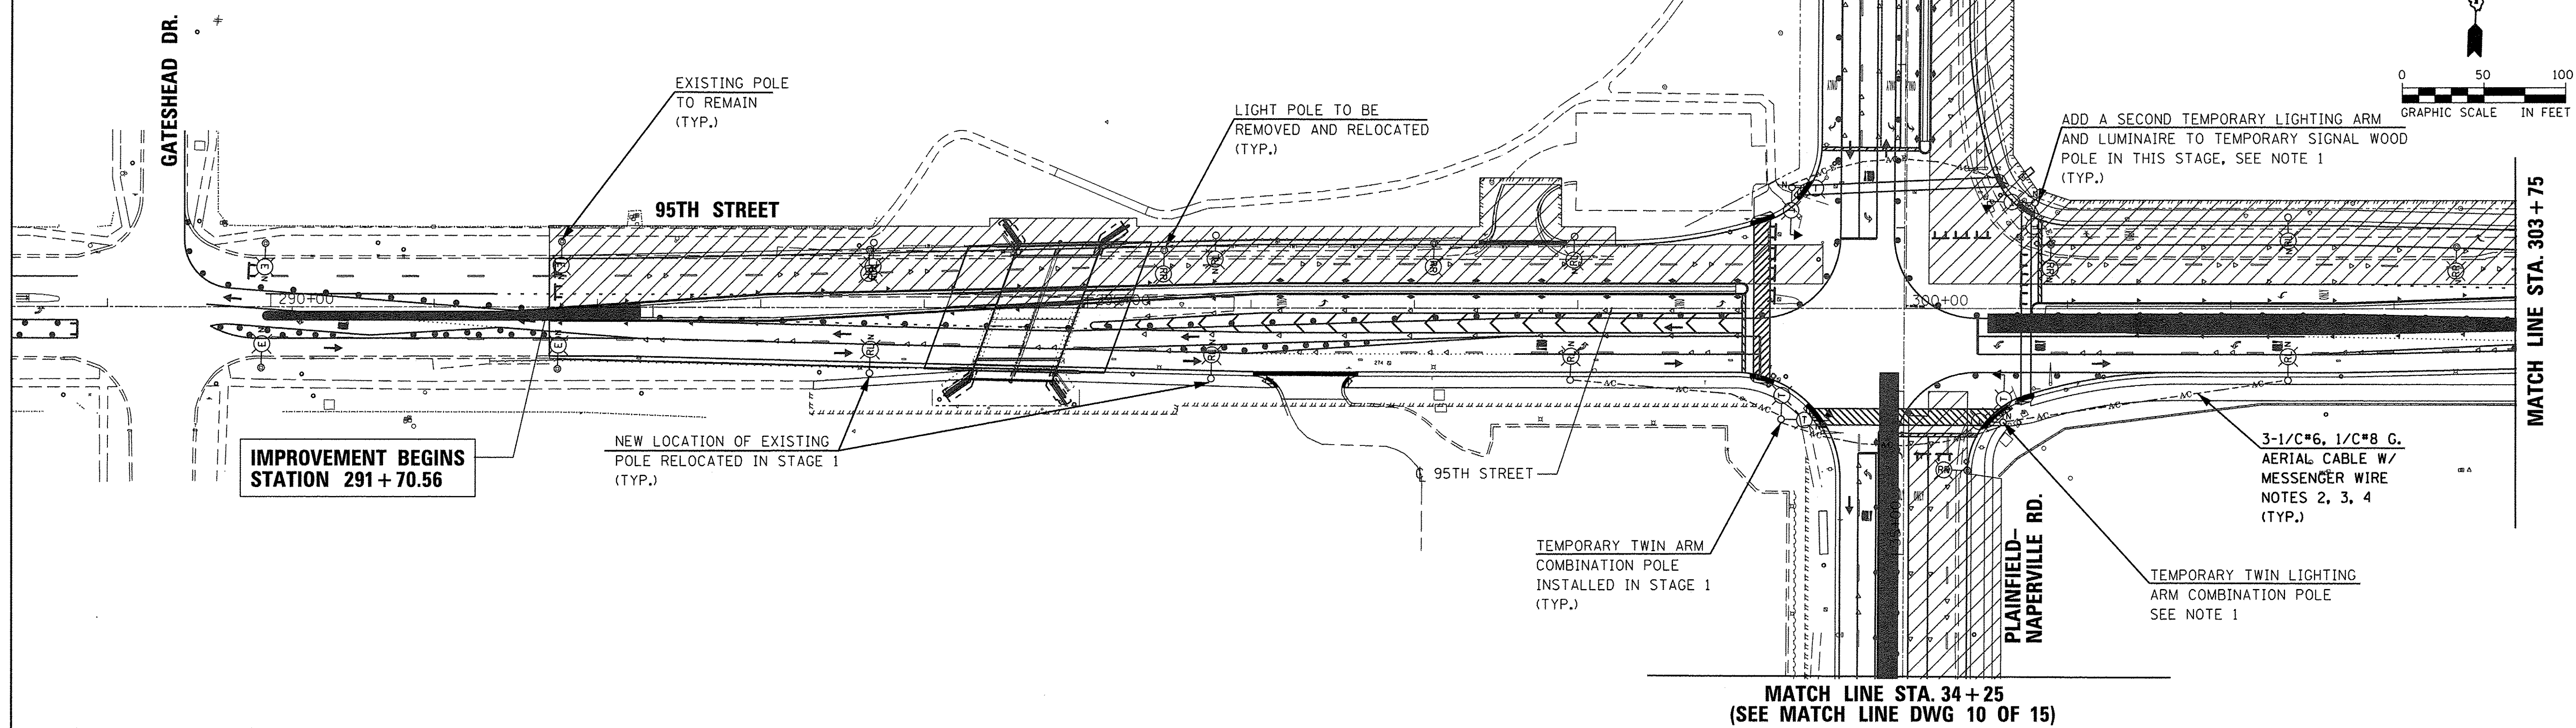 GATESHEAD DR.
EXISTING POLE
TO REMAIN
(TYP.)
LIGHT POLE TO BE
REMOVED AND RELOCATED
(TYP.)
0 50 100
GRAPHIC SCALE IN FEET
ADD A SECOND TEMPORARY LIGHTING ARM
AND LUMINAIRE TO TEMPORARY SIGNAL WOOD
POLE IN THIS STAGE, SEE NOTE 1
(TYP.)
95TH STREET
MATCH LINE STA. 303+75
290+00
300+00
IMPROVEMENT BEGINS
STATION 291+70.56
NEW LOCATION OF EXISTING
POLE RELOCATED IN STAGE 1
(TYP.)
℄ 95TH STREET
3-1/C#6, 1/C#8 G.
AERIAL CABLE W/
MESSENGER WIRE
NOTES 2, 3, 4
(TYP.)
TEMPORARY TWIN ARM
COMBINATION POLE
INSTALLED IN STAGE 1
(TYP.)
PLAINFIELD-
NAPERVILLE RD.
TEMPORARY TWIN LIGHTING
ARM COMBINATION POLE
SEE NOTE 1
MATCH LINE STA. 34+25
(SEE MATCH LINE DWG 10 OF 15)